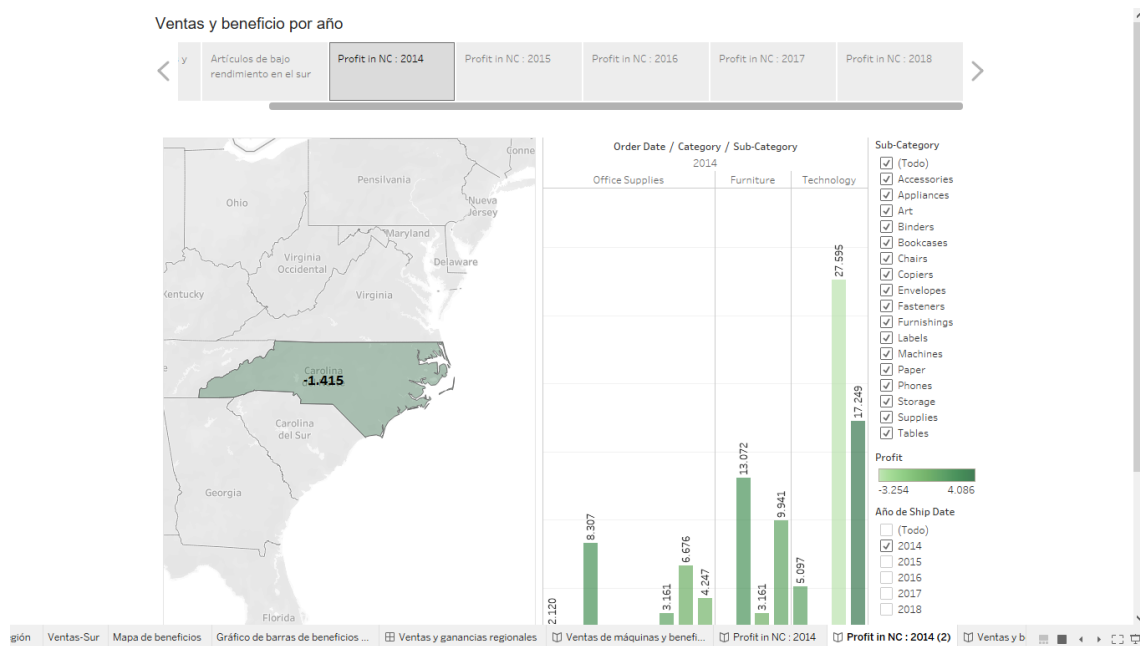 Ventas y beneficio por año
y
Artículos de bajo
rendimiento en el sur
Profit in NC : 2014
Profit in NC : 2015
Profit in NC : 2016
Profit in NC : 2017
Profit in NC : 2018
Conne
Pensilvania
Nueva
Jersey
Ohio
Maryland
Virginia
Occidental
Delaware
Kentucky
Virginia
Carolina
-1.415
Carolina
del Sur
Georgia
Florida
Order Date / Category / Sub-Category
2014
Office Supplies
Furniture
Technology
2.120
8.307
3.161
6.676
4.247
13.072
3.161
9.941
5.097
27.595
17.249
Sub-Category
(Todo)
Accessories
Appliances
Art
Binders
Bookcases
Chairs
Copiers
Envelopes
Fasteners
Furnishings
Labels
Machines
Paper
Phones
Storage
Supplies
Tables
Profit
-3.254 4.086
Año de Ship Date
(Todo)
2014
2015
2016
2017
2018
gión Ventas-Sur Mapa de beneficios Gráfico de barras de beneficios ... Ventas y ganancias regionales Ventas de máquinas y benefi... Profit in NC : 2014 Profit in NC : 2014 (2) Ventas y b